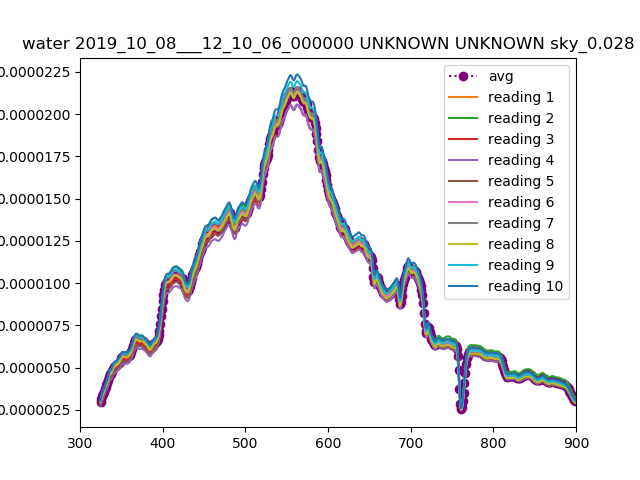 water 2019_10_08___12_10_06_000000 UNKNOWN UNKNOWN sky_0.028
0.0000225
0.0000200
0.0000175
0.0000150
0.0000125
0.0000100
0.0000075
0.0000050
0.0000025
300 400 500 600 700 800 900
avg
reading 1
reading 2
reading 3
reading 4
reading 5
reading 6
reading 7
reading 8
reading 9
reading 10